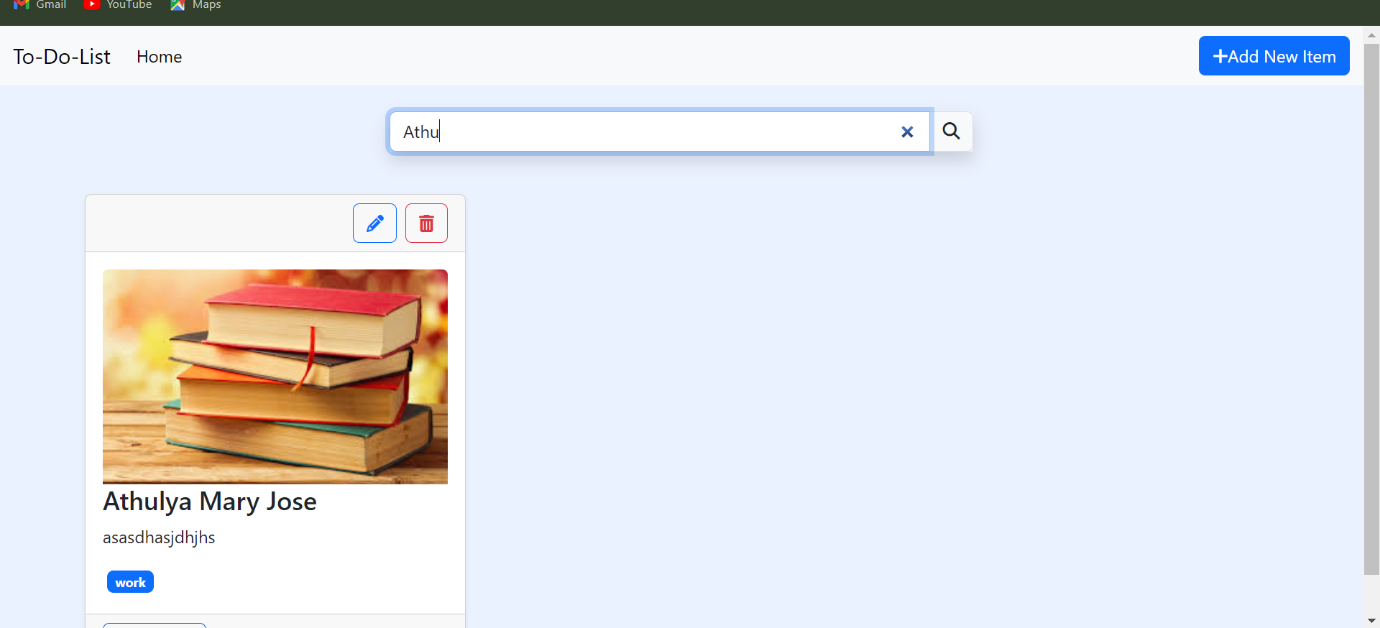 Gmail YouTube Maps
To-Do-List Home +Add New Item
Athu
Athulya Mary Jose
asasdhasjdhjhs
work